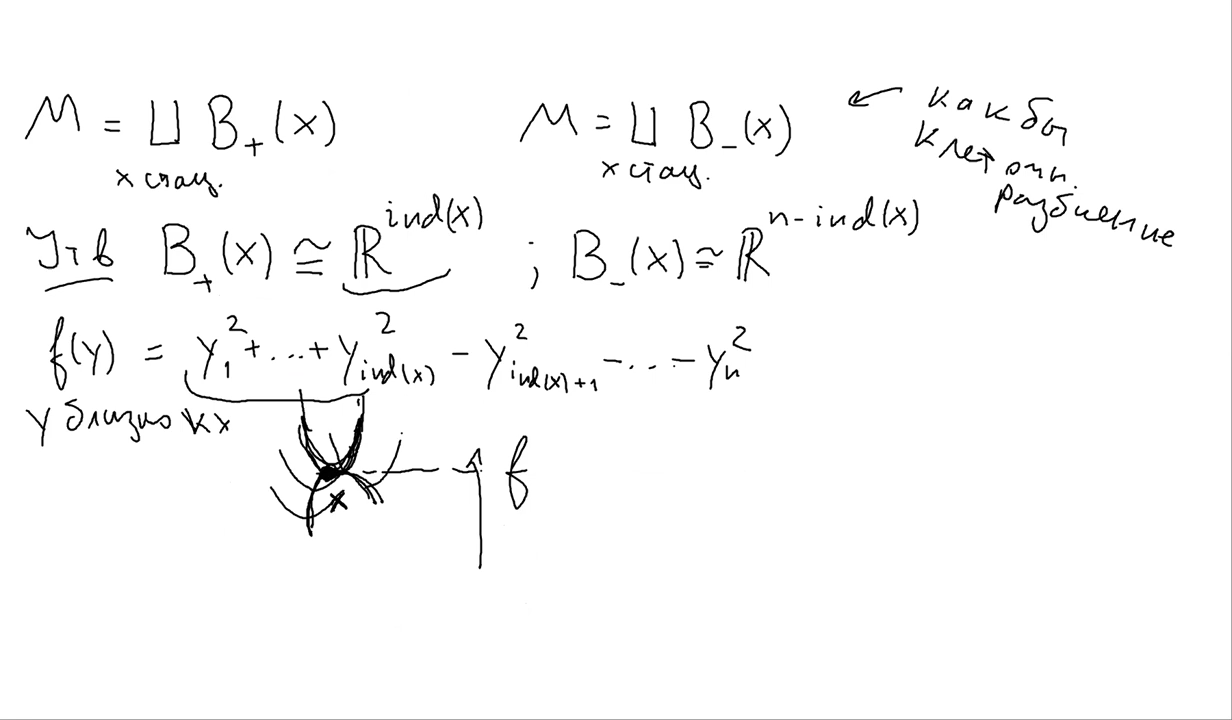 M = ⊔ B₊(x) M = ⊔ B₋(x) ← как бы
x стац. x стац. клеточн.
разбиение
Утв B₊(x) ≅ ℝ^{ind(x)} ; B₋(x) ≅ ℝ^{n-ind(x)}
f(y) = y₁² + ... + y²_{ind(x)} - y²_{ind(x)+1} - ... - yₙ²
y близко к x
f
x